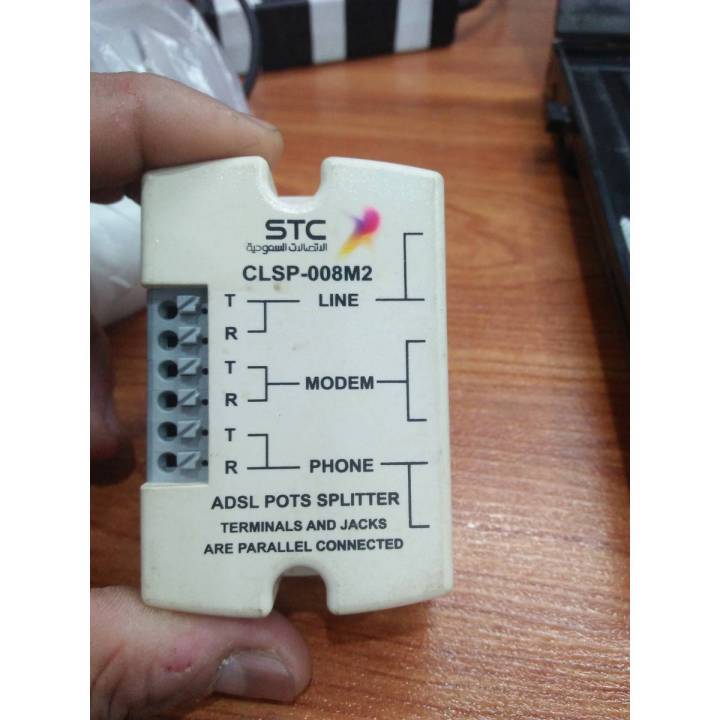 STC
الاتصالات السعودية
CLSP-008M2
T
LINE
R
T
MODEM
R
T
R
PHONE
ADSL POTS SPLITTER
TERMINALS AND JACKS
ARE PARALLEL CONNECTED